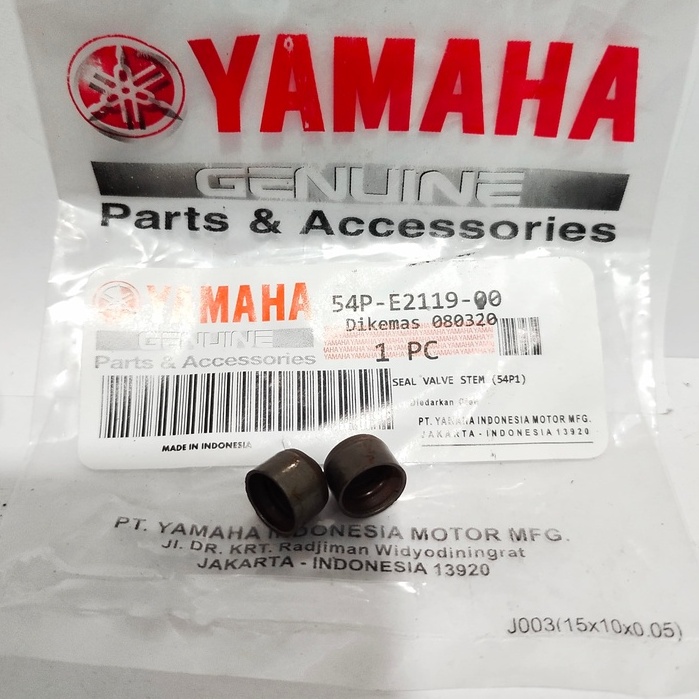 YAMAHA
GENUINE
Parts & Accessories
YAMAHA
GENUINE
Parts & Accessories
54P-E2119-00
Dikemas 080320
1 PC
SEAL VALVE STEM (54P1)
Diedarkan Oleh
PT. YAMAHA INDONESIA MOTOR MFG.
JAKARTA - INDONESIA 13920
MADE IN INDONESIA
PT. YAMAHA INDONESIA MOTOR MFG.
Jl. DR. KRT. Radjiman Widyodiningrat
JAKARTA - INDONESIA 13920
J003(15x10x0.05)